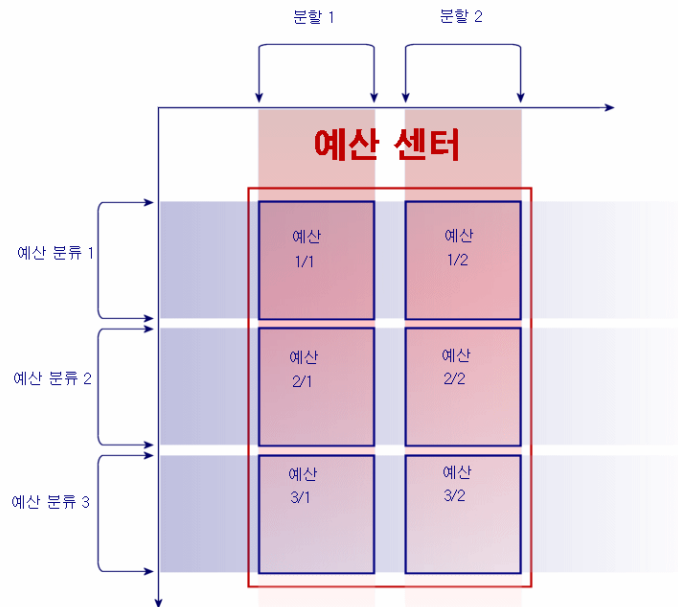 분할 1
분할 2
예산 센터
예산 분류 1
예산
1/1
예산
1/2
예산 분류 2
예산
2/1
예산
2/2
예산 분류 3
예산
3/1
예산
3/2